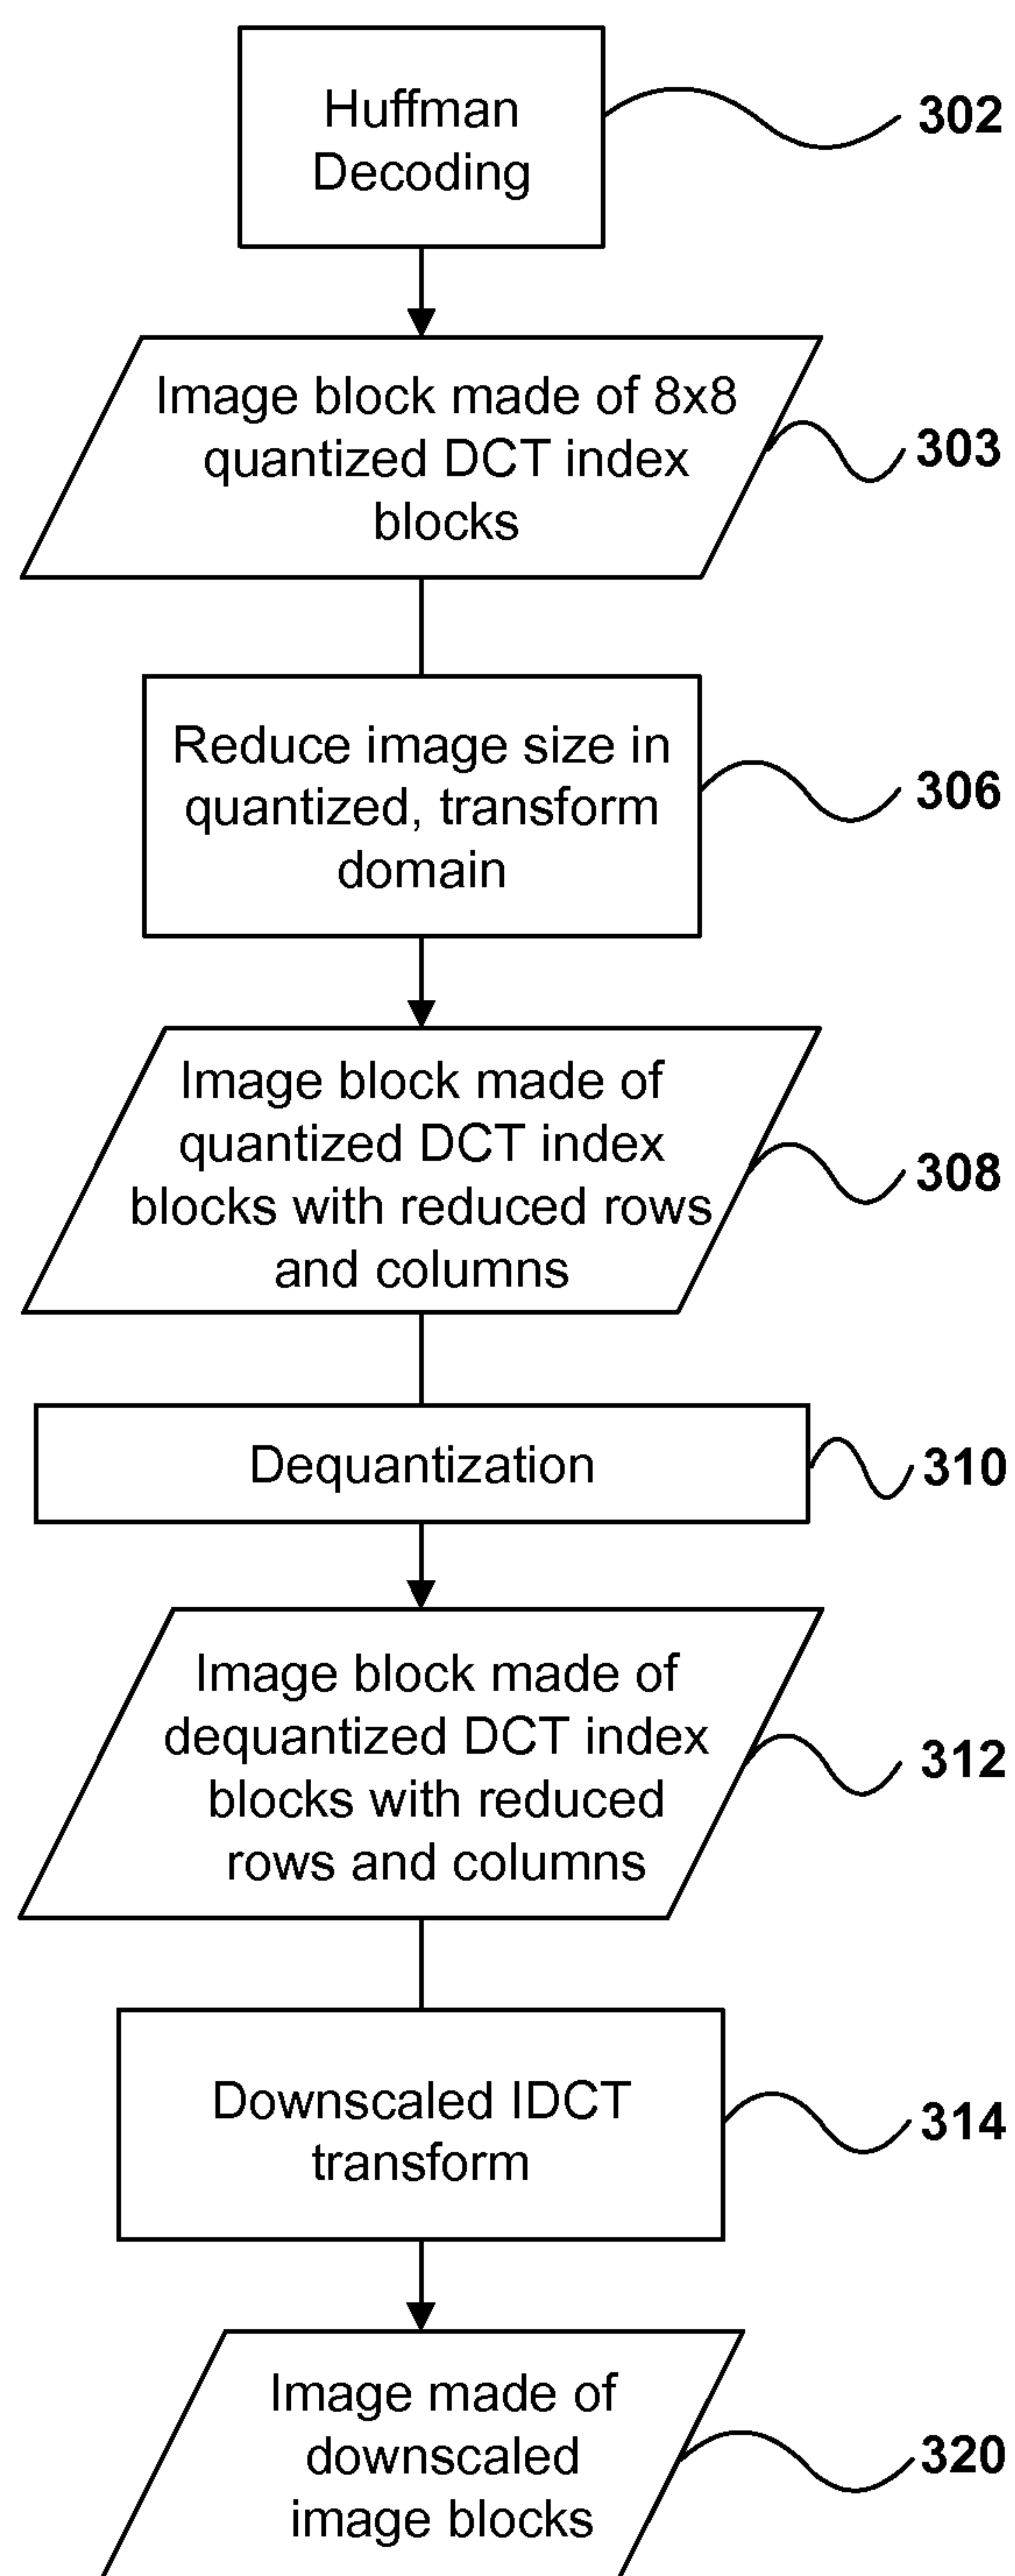 Huffman
Decoding
302
Image block made of 8x8
quantized DCT index
blocks
303
Reduce image size in
quantized, transform
domain
306
Image block made of
quantized DCT index
blocks with reduced rows
and columns
308
Dequantization
310
Image block made of
dequantized DCT index
blocks with reduced
rows and columns
312
Downscaled IDCT
transform
314
Image made of
downscaled
image blocks
320